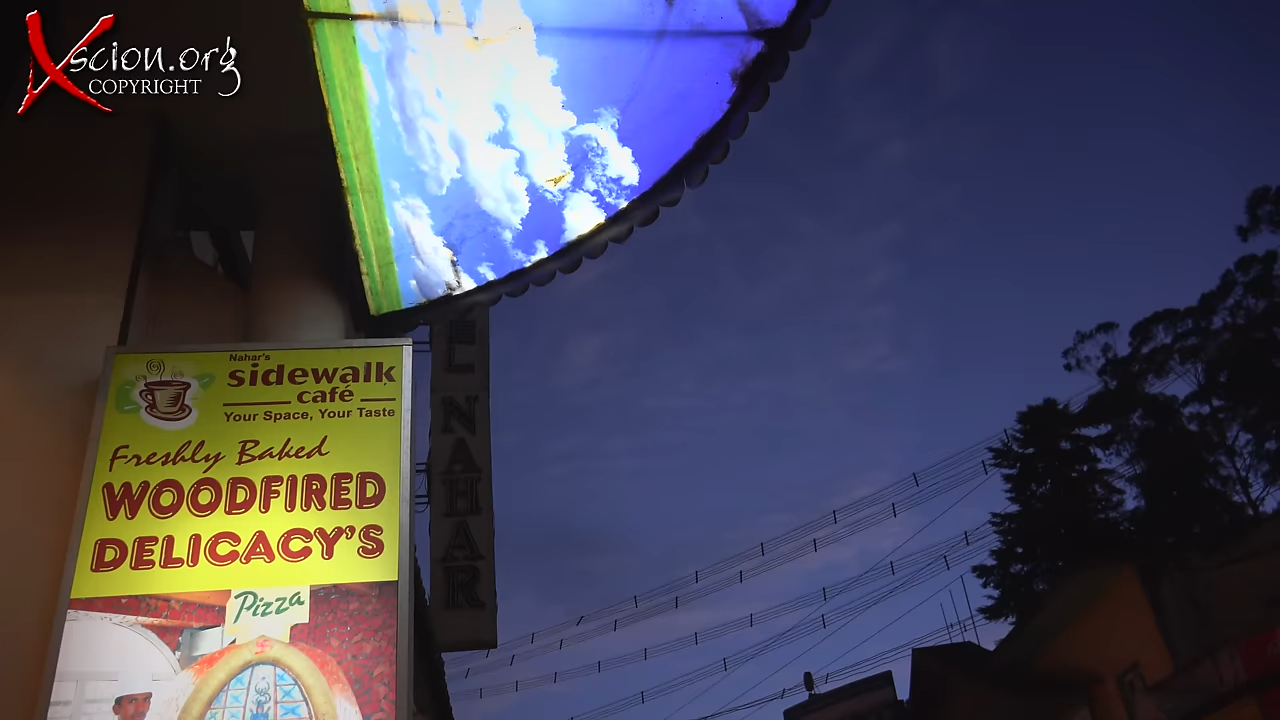 Xscion.org
COPYRIGHT
Nahar's
sidewalk
café
Your Space, Your Taste
Freshly Baked
WOODFIRED
DELICACY'S
Pizza
NAHAR